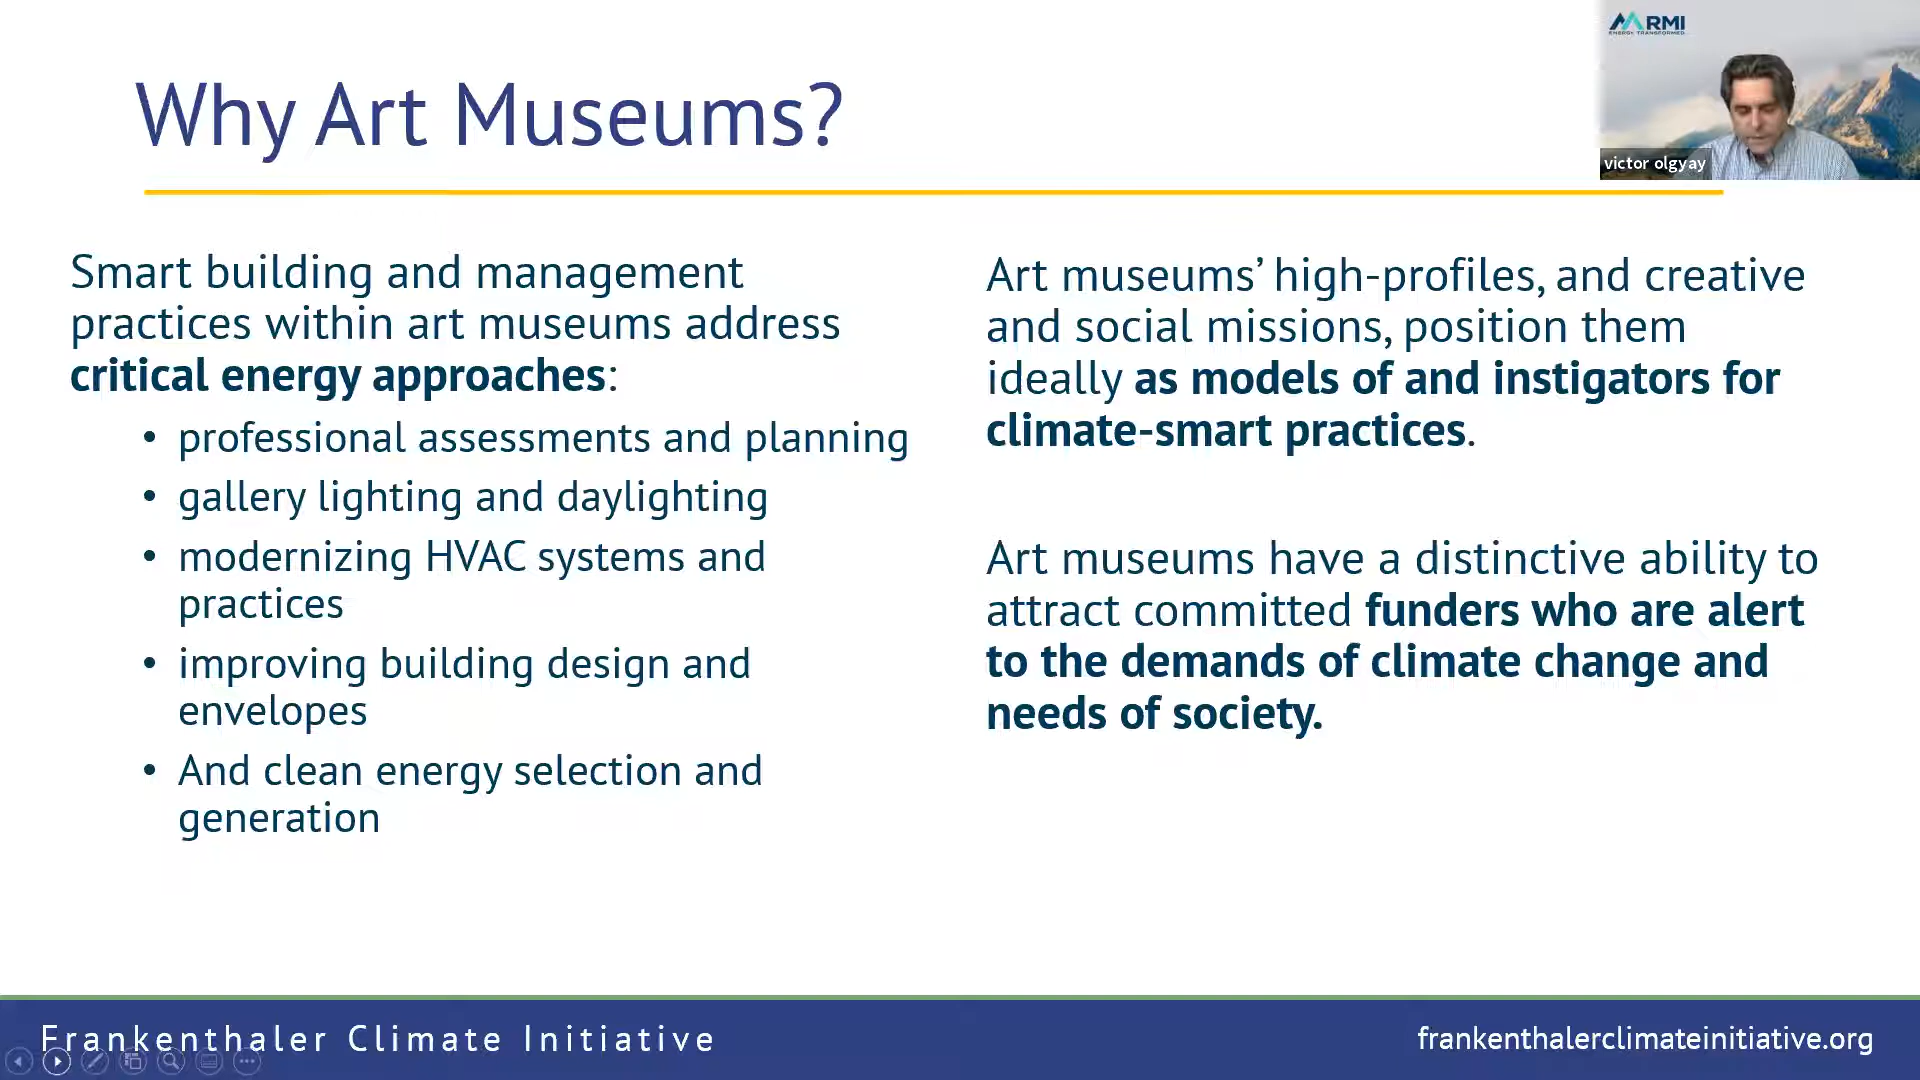 Why Art Museums?
RMI
ENERGY. TRANSFORMED.
victor olgyay
Smart building and management
practices within art museums address
critical energy approaches:
• professional assessments and planning
• gallery lighting and daylighting
• modernizing HVAC systems and
practices
• improving building design and
envelopes
• And clean energy selection and
generation
Art museums’ high-profiles, and creative
and social missions, position them
ideally as models of and instigators for
climate-smart practices.
Art museums have a distinctive ability to
attract committed funders who are alert
to the demands of climate change and
needs of society.
Frankenthaler Climate Initiative
frankenthalerclimateinitiative.org